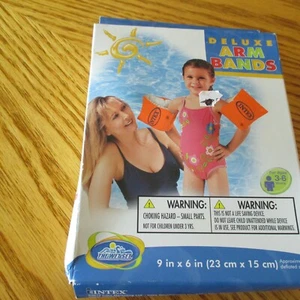 DELUXE
ARM
BANDS
INTEX
INTEX
3-6
WARNING:
CHOKING HAZARD – SMALL PARTS.
NOT FOR CHILDREN UNDER 3 YRS.
WARNING:
THIS IS NOT A LIFE SAVING DEVICE.
DO NOT LEAVE CHILD UNATTENDED WHILE DEVICE
IS IN USE, SEE PRODUCT FOR ADDITIONAL WARNINGS.
9 in x 6 in (23 cm x 15 cm)
INTEX